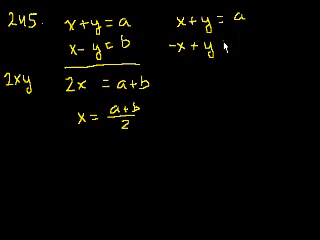 245. x+y=a x+y=a
x-y=b -x+y
2xy 2x = a+b
x = a+b/2